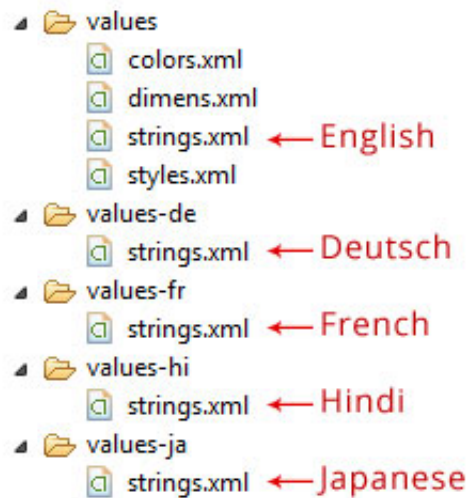 values
colors.xml
dimens.xml
strings.xml English
styles.xml
values-de
strings.xml Deutsch
values-fr
strings.xml French
values-hi
strings.xml Hindi
values-ja
strings.xml Japanese